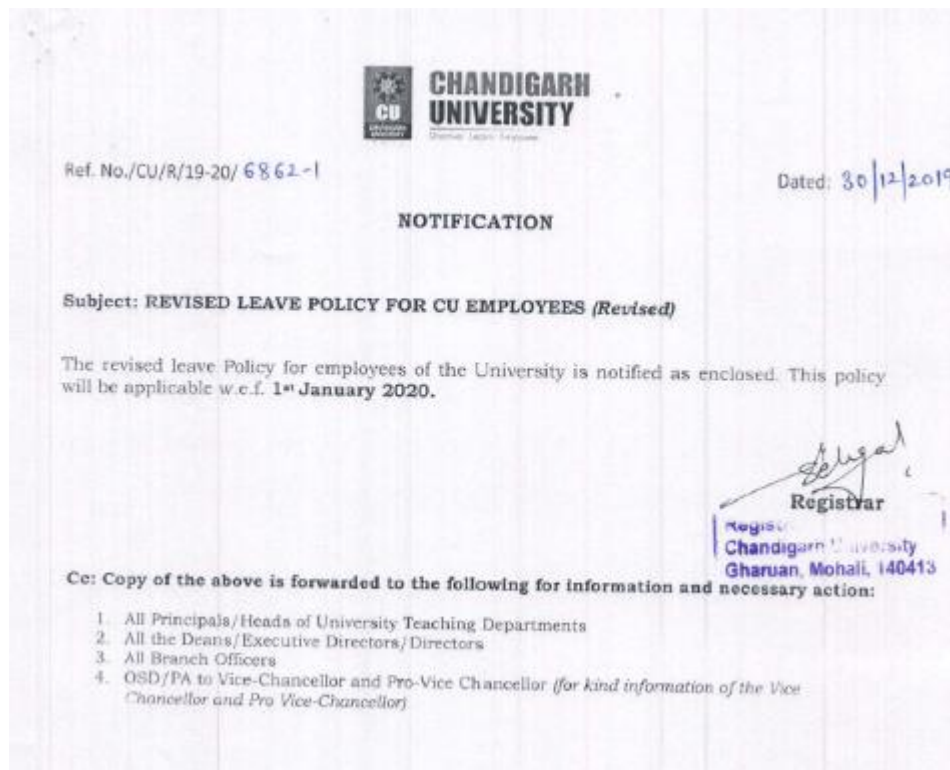 CU
CHANDIGARH
UNIVERSITY
Ref. No./CU/R/19-20/ 6862-1
Dated: 30/12/2019
NOTIFICATION
Subject: REVISED LEAVE POLICY FOR CU EMPLOYEES (Revised)
The revised leave Policy for employees of the University is notified as enclosed. This policy
will be applicable w.e.f. 1st January 2020.
Registrar
Chandigarh University
Gharuan, Mohali, 140413
Cc: Copy of the above is forwarded to the following for information and necessary action:
1. All Principals/Heads of University Teaching Departments
2. All the Deans/Executive Directors/Directors
3. All Branch Officers
4. OSD/PA to Vice-Chancellor and Pro-Vice Chancellor (for kind information of the Vice
Chancellor and Pro Vice-Chancellor)